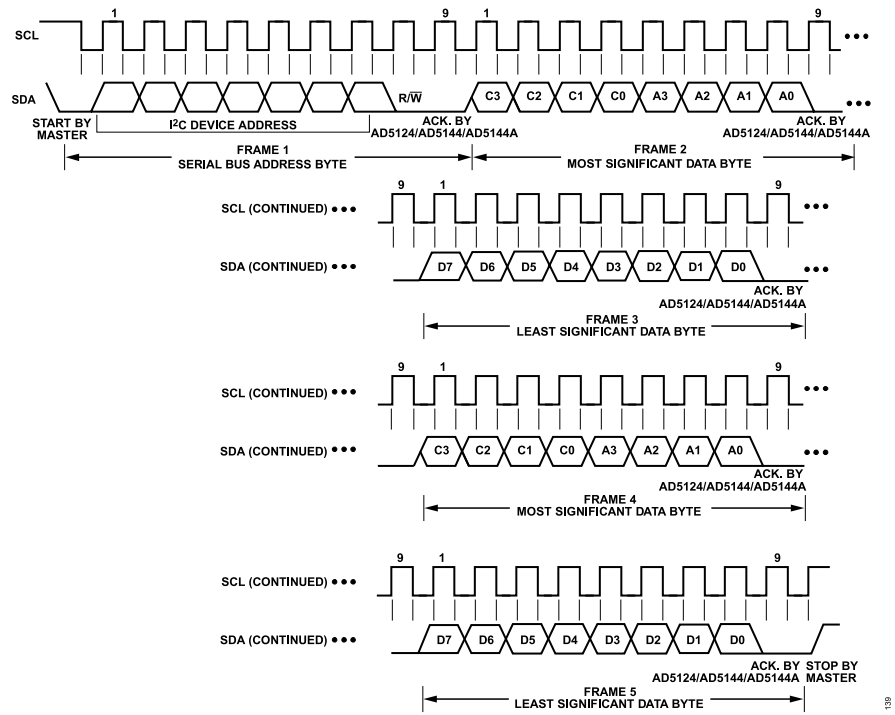 1 9 1 9
SCL
SDA R/W̅ C3 C2 C1 C0 A3 A2 A1 A0
START BY MASTER
I²C DEVICE ADDRESS
ACK. BY AD5124/AD5144/AD5144A
ACK. BY AD5124/AD5144/AD5144A
FRAME 1
SERIAL BUS ADDRESS BYTE
FRAME 2
MOST SIGNIFICANT DATA BYTE
9 1 9
SCL (CONTINUED)
SDA (CONTINUED) D7 D6 D5 D4 D3 D2 D1 D0
ACK. BY
AD5124/AD5144/AD5144A
FRAME 3
LEAST SIGNIFICANT DATA BYTE
9 1 9
SCL (CONTINUED)
SDA (CONTINUED) C3 C2 C1 C0 A3 A2 A1 A0
ACK. BY
AD5124/AD5144/AD5144A
FRAME 4
MOST SIGNIFICANT DATA BYTE
9 1 9
SCL (CONTINUED)
SDA (CONTINUED) D7 D6 D5 D4 D3 D2 D1 D0
ACK. BY
AD5124/AD5144/AD5144A
STOP BY
MASTER
FRAME 5
LEAST SIGNIFICANT DATA BYTE
139